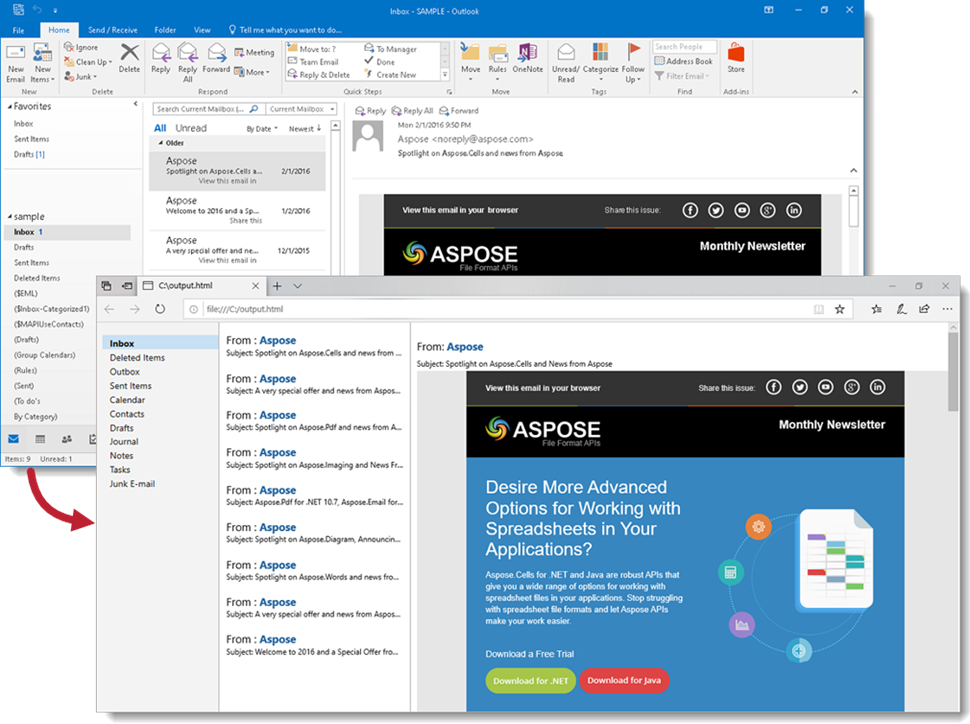 Inbox - SAMPLE - Outlook
File Home Send / Receive Folder View Tell me what you want to do...
New Email
New Items
New
Ignore
Clean Up
Junk
Delete
Delete
Reply
Reply All
Forward
Meeting
More
Respond
Move to: ?
Team Email
Reply & Delete
To Manager
Done
Create New
Quick Steps
Move
Rules
OneNote
Move
Unread/ Read
Categorize
Follow Up
Tags
Search People
Address Book
Filter Email
Find
Store
Add-ins
Favorites
Inbox
Sent Items
Drafts [1]
sample
Inbox 1
Drafts
Sent Items
Deleted Items
($EML)
($Inbox-Categorized1)
($MAPIUseContacts)
(Drafts)
(Group Calendars)
(Rules)
(Sent)
(To do's
By Category)
Items: 9 Unread: 1
Search Current Mailbox (... Current Mailbox
All Unread By Date Newest ↓
Older
Aspose
Spotlight on Aspose.Cells a... 2/1/2016
View this email in
Aspose
Welcome to 2016 and a Sp... 1/2/2016
Share this
Aspose
A very special offer and ne... 12/1/2015
View this email in
Reply Reply All Forward
Mon 2/1/2016 9:50 PM
Aspose <noreply@aspose.com>
Spotlight on Aspose.Cells and news from Aspose
View this email in your browser Share this issue:
ASPOSE
File Format APIs
Monthly Newsletter
C:\output.html
file:///C:/output.html
Inbox
Deleted Items
Outbox
Sent Items
Calendar
Contacts
Drafts
Journal
Notes
Tasks
Junk E-mail
From : Aspose
Subject: Spotlight on Aspose.Cells and news from ...
From : Aspose
Subject: A very special offer and news from Aspos...
From : Aspose
Subject: Aspose.Pdf and news from A...
From : Aspose
Subject: Spotlight on Aspose.Imaging and News Fr...
From : Aspose
Subject: Aspose.Pdf for .NET 10.7, Aspose.Email for...
From : Aspose
Subject: Spotlight on Aspose.Diagram, Announcin...
From : Aspose
Subject: Spotlight on Aspose.Words and news fro...
From : Aspose
Subject: A very special offer and news from Aspos...
From : Aspose
Subject: Welcome to 2016 and a Special Offer fro...
From: Aspose
Subject: Spotlight on Aspose.Cells and News from Aspose
View this email in your browser Share this issue:
ASPOSE
File Format APIs
Monthly Newsletter
Desire More Advanced
Options for Working with
Spreadsheets in Your
Applications?
Aspose.Cells for .NET and Java are robust APIs that
give you a wide range of options for working with
spreadsheet files in your applications. Stop struggling
with spreadsheet file formats and let Aspose APIs
make your work easier.
Download a Free Trial
Download for .NET Download for Java